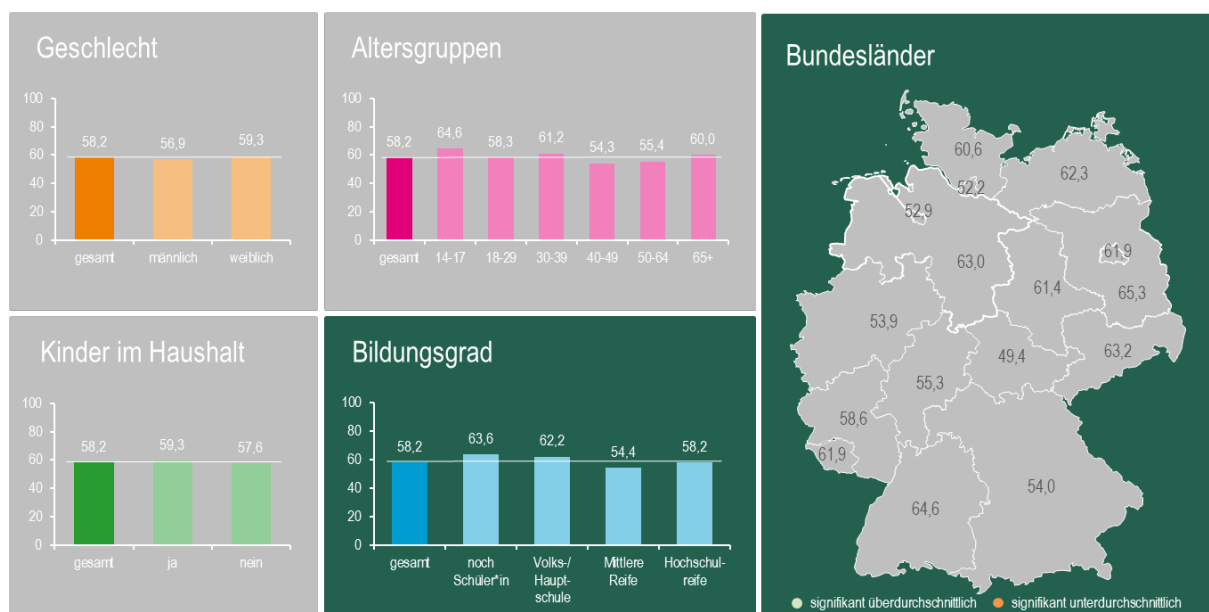 Geschlecht
100
80
60
40
20
0
58,2
56,9
59,3
gesamt
männlich
weiblich
Altersgruppen
100
80
60
40
20
0
58,2
64,6
58,3
61,2
54,3
55,4
60,0
gesamt
14-17
18-29
30-39
40-49
50-64
65+
Kinder im Haushalt
100
80
60
40
20
0
58,2
59,3
57,6
gesamt
ja
nein
Bildungsgrad
100
80
60
40
20
0
58,2
63,6
62,2
54,4
58,2
gesamt
noch
Schüler*in
Volks-/
Haupt-
schule
Mittlere
Reife
Hochschul-
reife
Bundesländer
60,6
62,3
52,2
52,9
61,9
63,0
61,4
65,3
53,9
49,4
63,2
55,3
58,6
61,9
54,0
64,6
signifikant überdurchschnittlich
signifikant unterdurchschnittlich